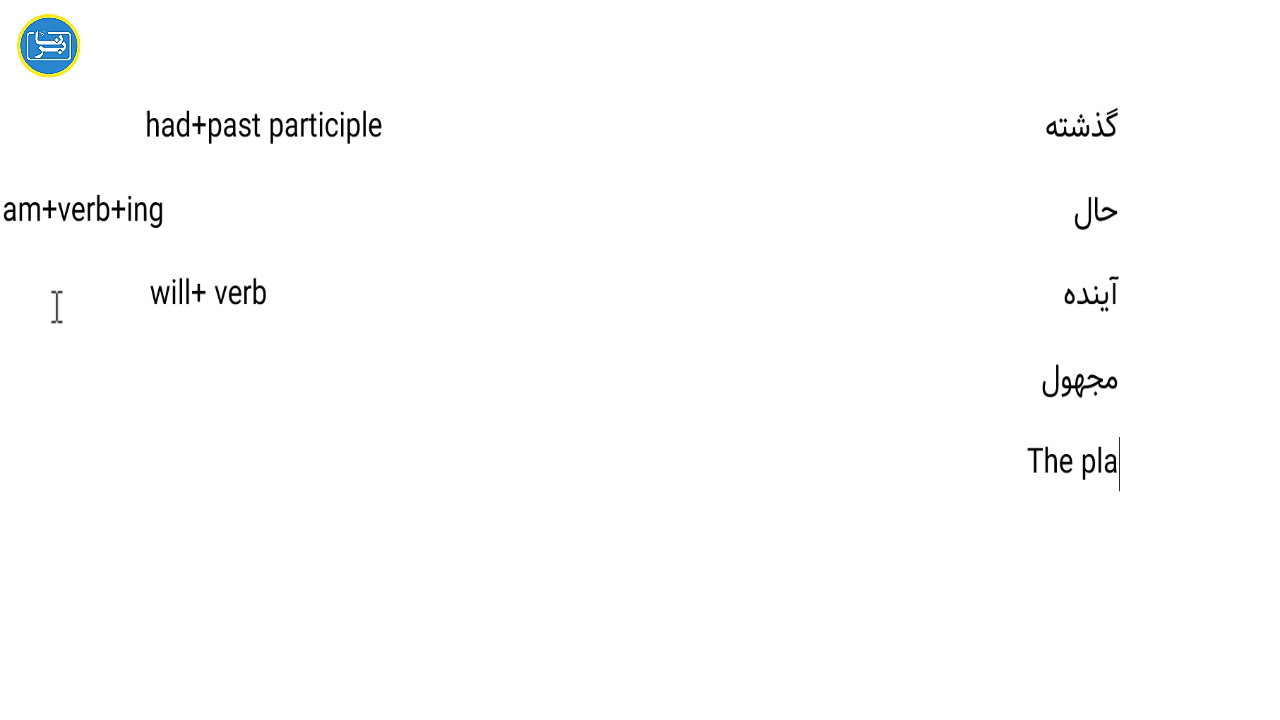 had+past participle گذشته
am+verb+ing حال
will+ verb آینده
مجهول
The pla